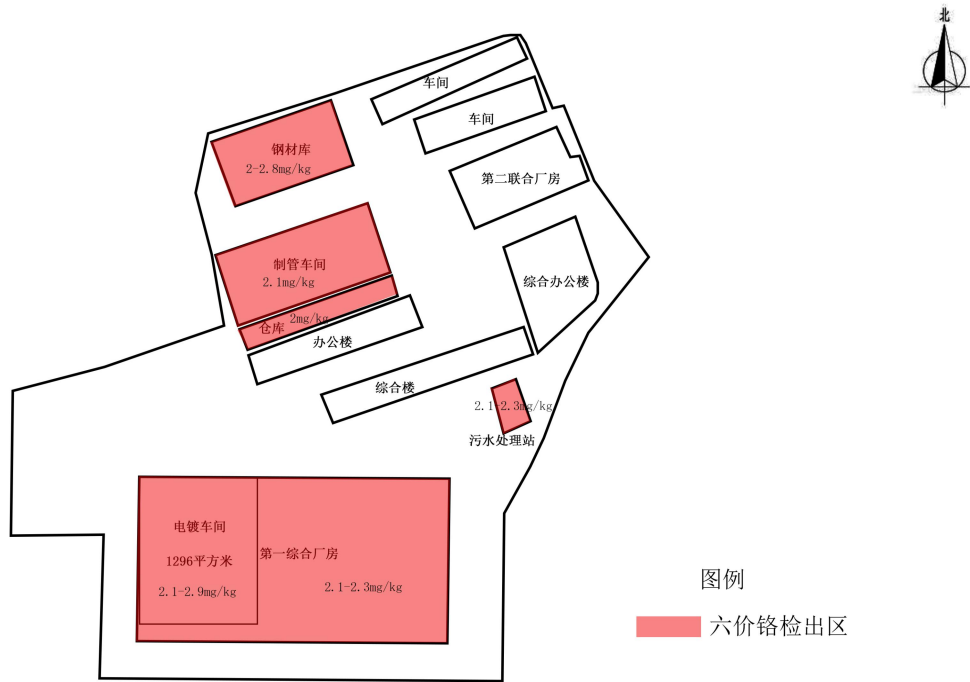 北
车间
车间
钢材库
2-2.8mg/kg
第二联合厂房
制管车间
2.1mg/kg
综合办公楼
2mg/kg
仓库
办公楼
综合楼
2.1-2.3mg/kg
污水处理站
电镀车间
第一综合厂房
1296平方米
2.1-2.9mg/kg
2.1-2.3mg/kg
图例
六价铬检出区